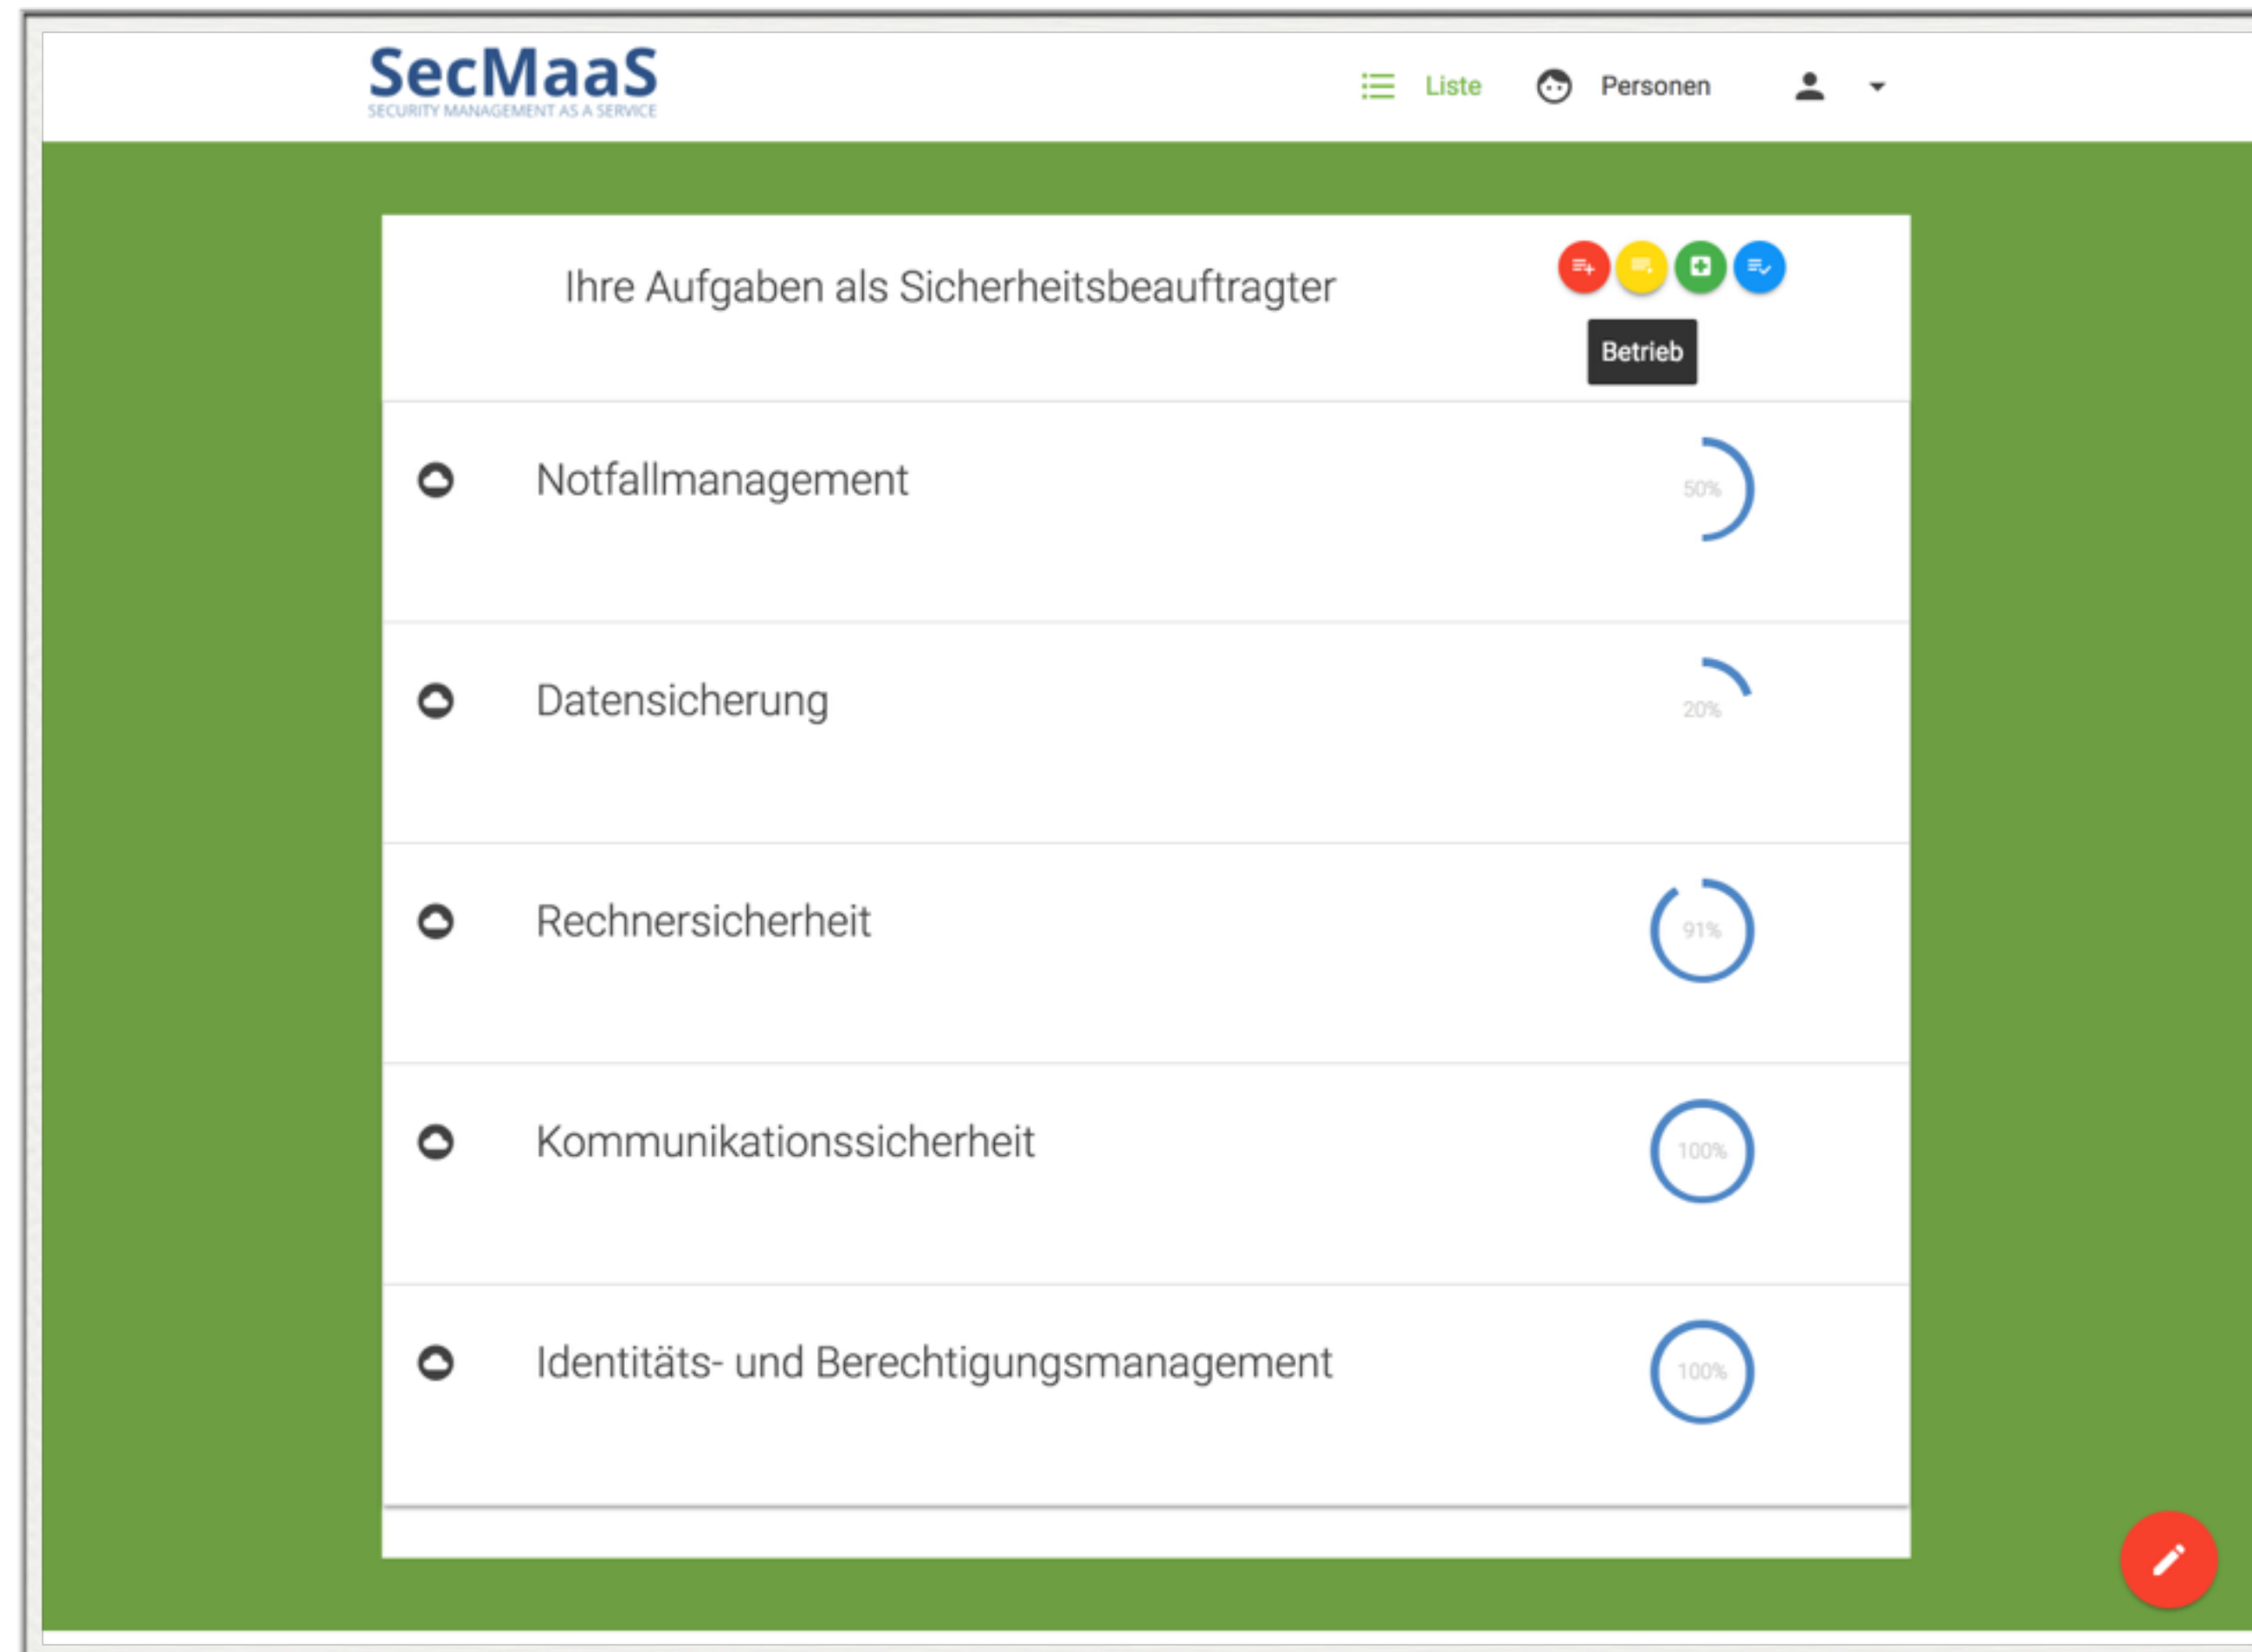 SecMaaS
SECURITY MANAGEMENT AS A SERVICE
Liste
Personen
Ihre Aufgaben als Sicherheitsbeauftragter
Betrieb
Notfallmanagement
50%
Datensicherung
20%
Rechnersicherheit
91%
Kommunikationssicherheit
100%
Identitäts- und Berechtigungsmanagement
100%